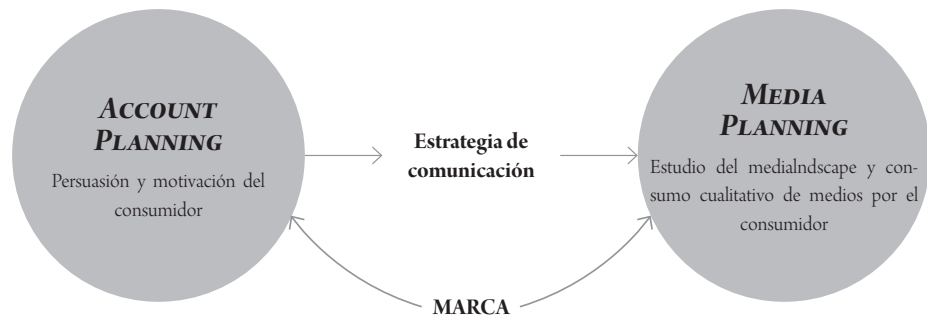 ACCOUNT
PLANNING
Persuasión y motivación del
consumidor
Estrategia de
comunicación
MEDIA
PLANNING
Estudio del medialndscape y con-
sumo cualitativo de medios por el
consumidor
MARCA